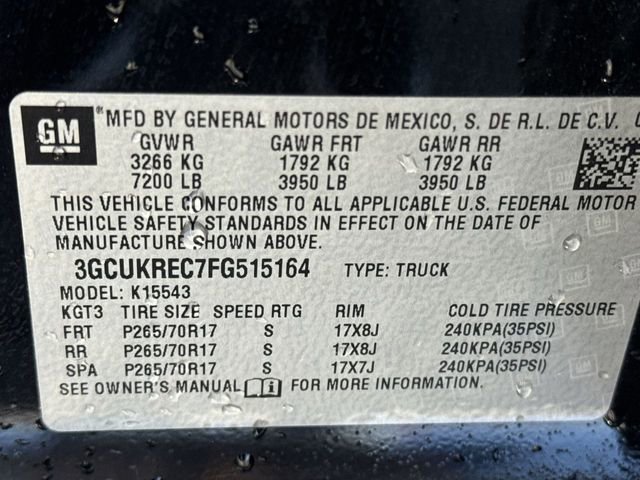 GM ® MFD BY GENERAL MOTORS DE MEXICO, S. DE R.L. DE C.V.
GVWR GAWR FRT GAWR RR
3266 KG 1792 KG 1792 KG
7200 LB 3950 LB 3950 LB
THIS VEHICLE CONFORMS TO ALL APPLICABLE U.S. FEDERAL MOTOR
VEHICLE SAFETY STANDARDS IN EFFECT ON THE DATE OF
MANUFACTURE SHOWN ABOVE.
3GCUKREC7FG515164 TYPE: TRUCK
MODEL: K15543
KGT3 TIRE SIZE SPEED RTG RIM COLD TIRE PRESSURE
FRT P265/70R17 S 17X8J 240KPA(35PSI)
RR P265/70R17 S 17X8J 240KPA(35PSI)
SPA P265/70R17 S 17X7J 240KPA(35PSI)
SEE OWNER'S MANUAL FOR MORE INFORMATION.